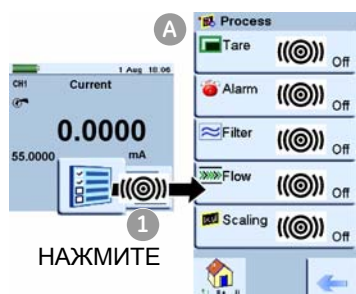 A
1 Aug 18:06
CH1
Current
0.0000
55.0000
mA
1
НАЖМИТЕ
Process
Tare
Off
Alarm
Off
Filter
Off
Flow
Off
Scaling
Off